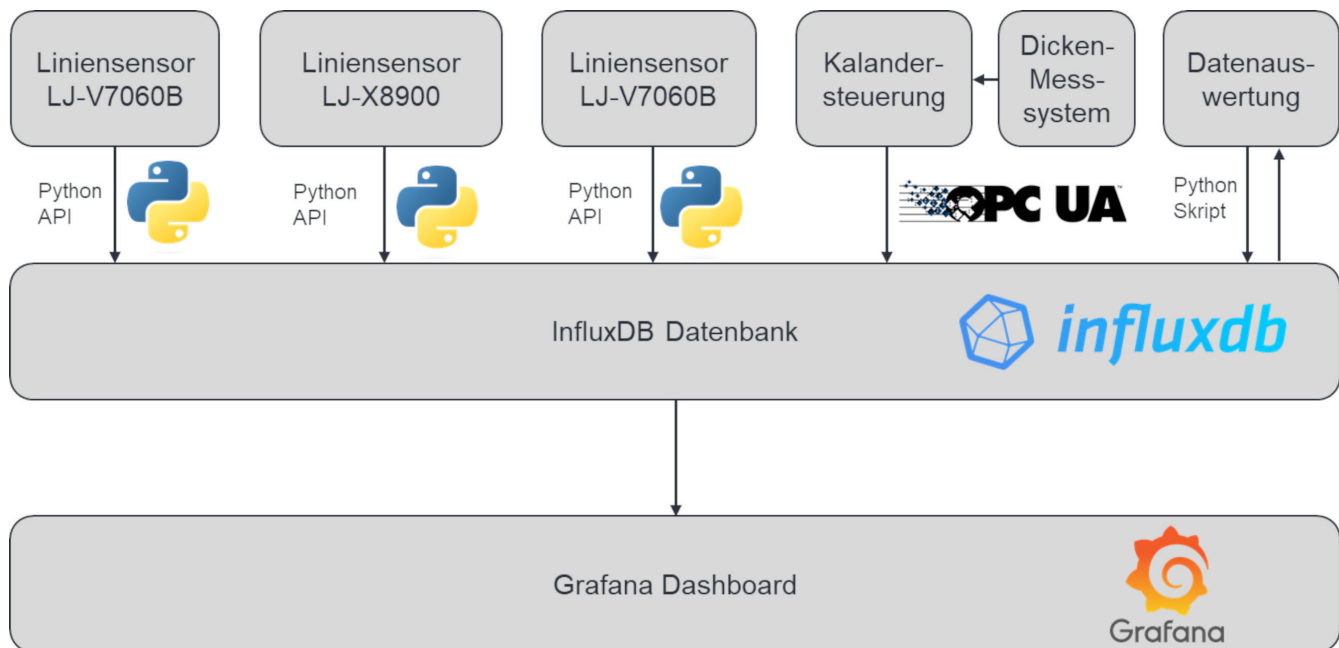 Liniensensor
LJ-V7060B
Liniensensor
LJ-X8900
Liniensensor
LJ-V7060B
Kalander-
steuerung
Dicken-
Mess-
system
Datenaus-
wertung
Python
API
Python
API
Python
API
OPC UA™
Python
Skript
InfluxDB Datenbank
influxdb
Grafana Dashboard
Grafana